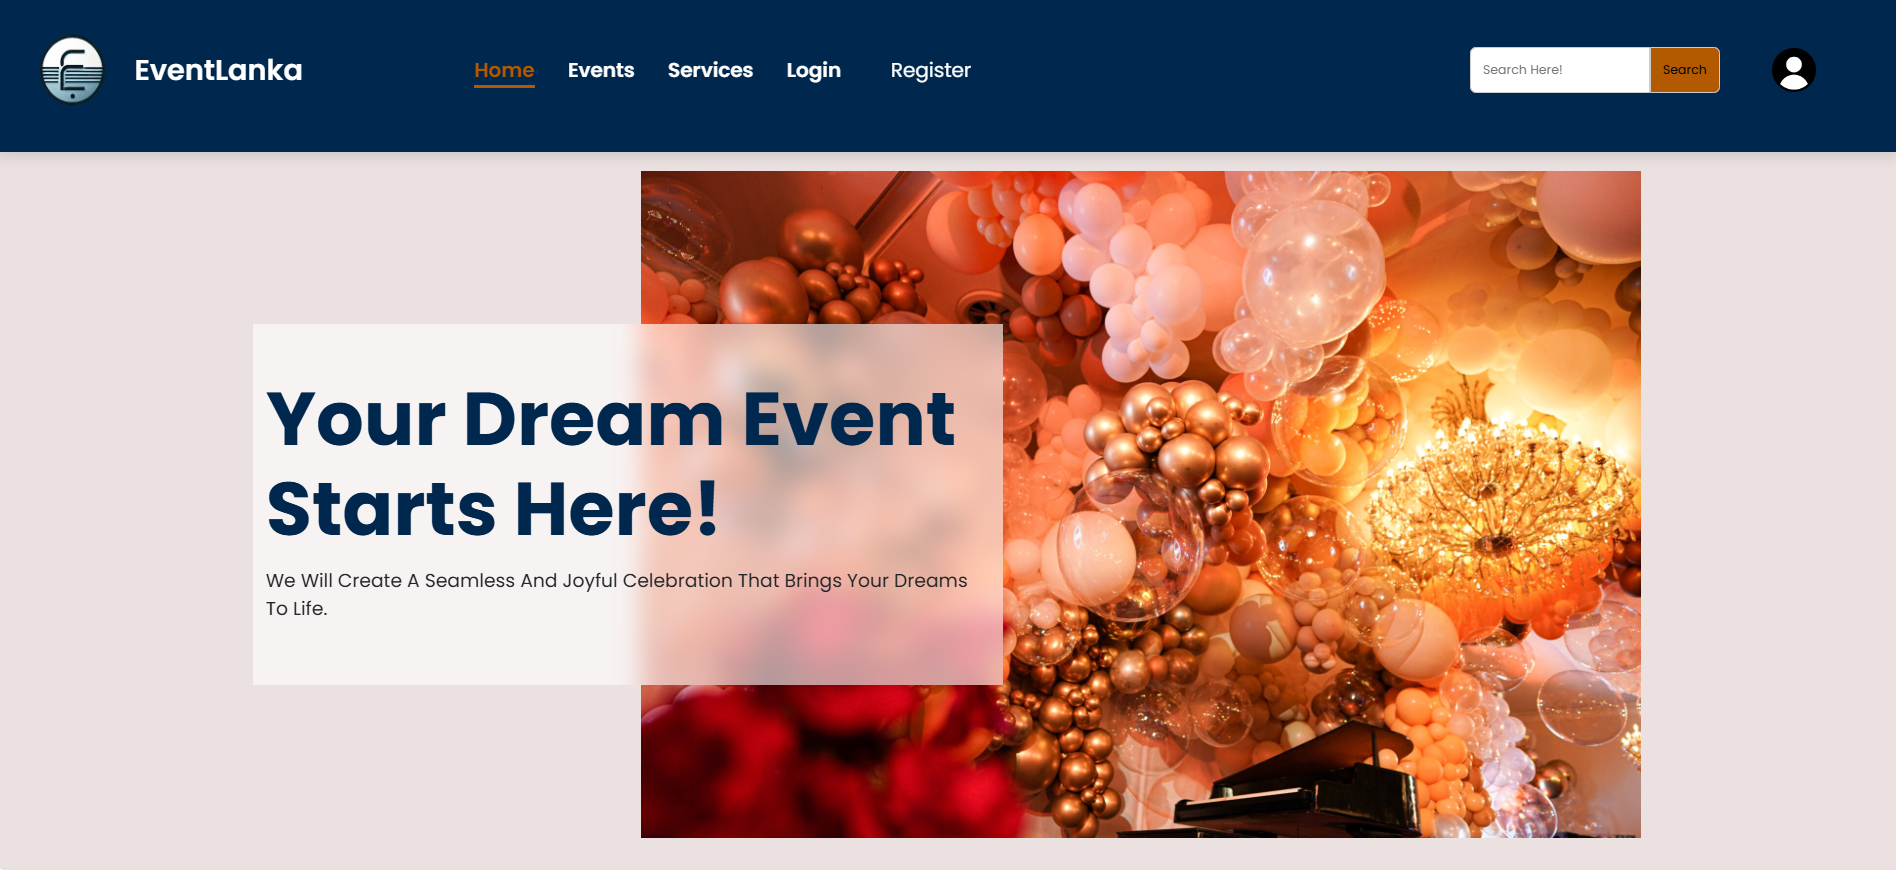 EventLanka
Home Events Services Login Register
Search Here! Search
Your Dream Event
Starts Here!
We Will Create A Seamless And Joyful Celebration That Brings Your Dreams
To Life.